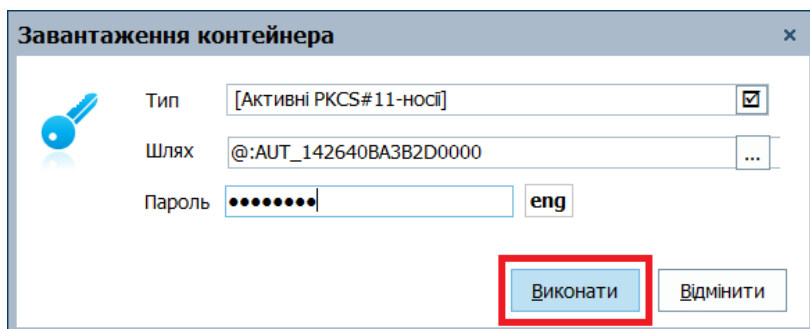 Завантаження контейнера ×
Тип [Активні PKCS#11-носії]
Шлях @:AUT_142640BA3B2D0000 ...
Пароль ●●●●●●●● eng
Виконати Відмінити